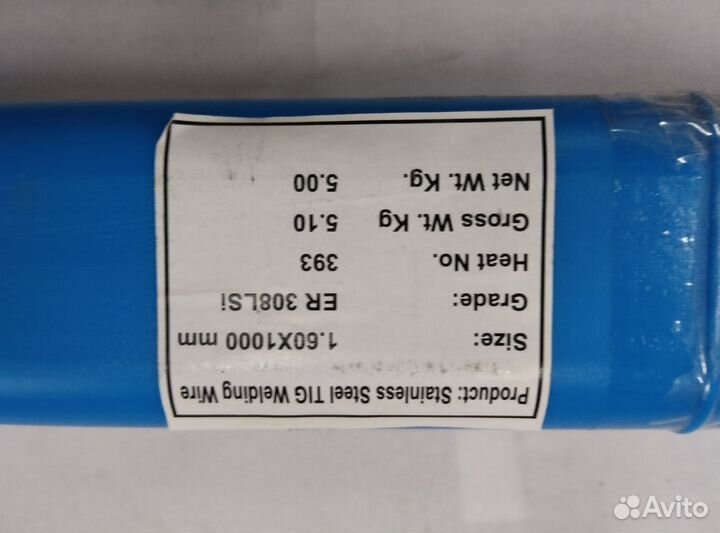 Product: Stainless Steel TIG Welding Wire
Size: 1.60X1000 mm
Grade: ER 308LSi
Heat No. 393
Gross Wt. Kg 5.10
Net Wt. Kg. 5.00
Avito